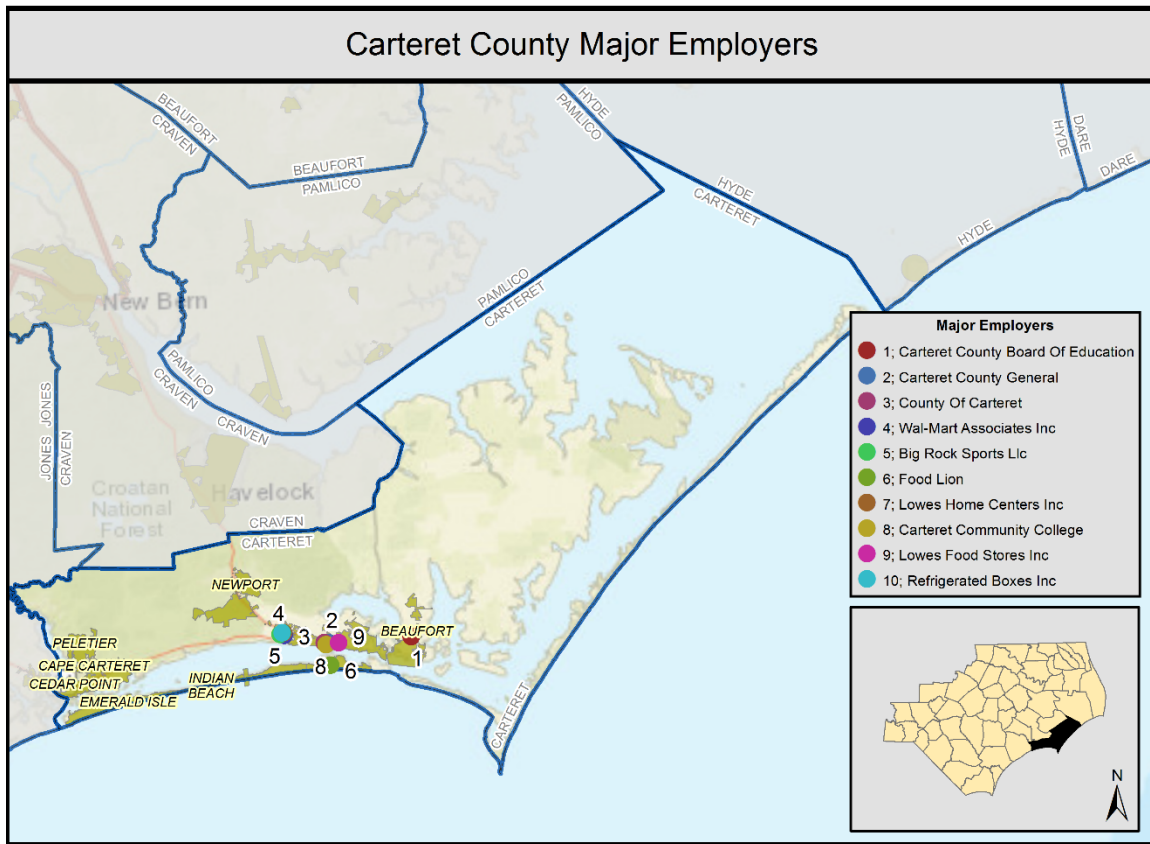 Carteret County Major Employers
BEAUFORT
CRAVEN
BEAUFORT
PAMLICO
HYDE
PAMLICO
HYDE
CARTERET
DARE
HYDE
DARE
HYDE
PAMLICO
CARTERET
New Bern
PAMLICO
CRAVEN
CRAVEN
JONES JONES
CRAVEN
Croatan
National
Forest
Havelock
CRAVEN
CARTERET
NEWPORT
4
2
3
9
BEAUFORT
PELETIER
5
8
6
1
CAPE CARTERET
CEDAR POINT
INDIAN
BEACH
EMERALD ISLE
CARTERET
Major Employers
1; Carteret County Board Of Education
2; Carteret County General
3; County Of Carteret
4; Wal-Mart Associates Inc
5; Big Rock Sports Llc
6; Food Lion
7; Lowes Home Centers Inc
8; Carteret Community College
9; Lowes Food Stores Inc
10; Refrigerated Boxes Inc
N